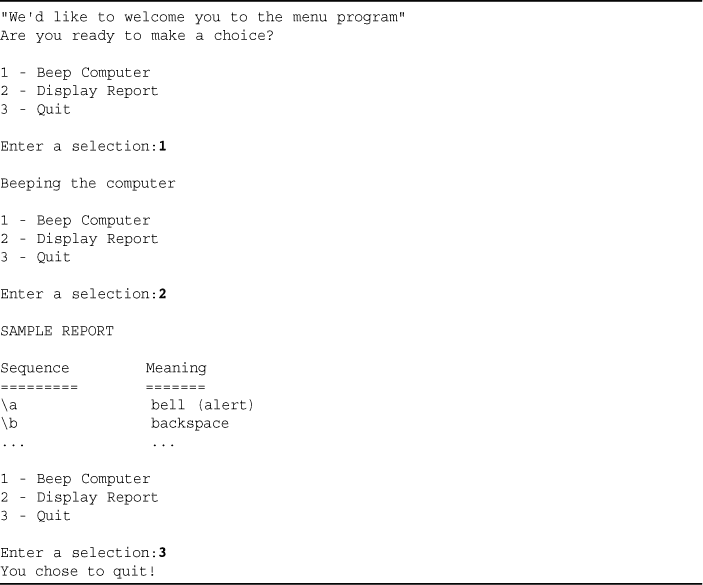 "We'd like to welcome you to the menu program"
Are you ready to make a choice?
1 - Beep Computer
2 - Display Report
3 - Quit
Enter a selection:1
Beeping the computer
1 - Beep Computer
2 - Display Report
3 - Quit
Enter a selection:2
SAMPLE REPORT
Sequence Meaning
========= =======
\a bell (alert)
\b backspace
... ...
1 - Beep Computer
2 - Display Report
3 - Quit
Enter a selection:3
You chose to quit!